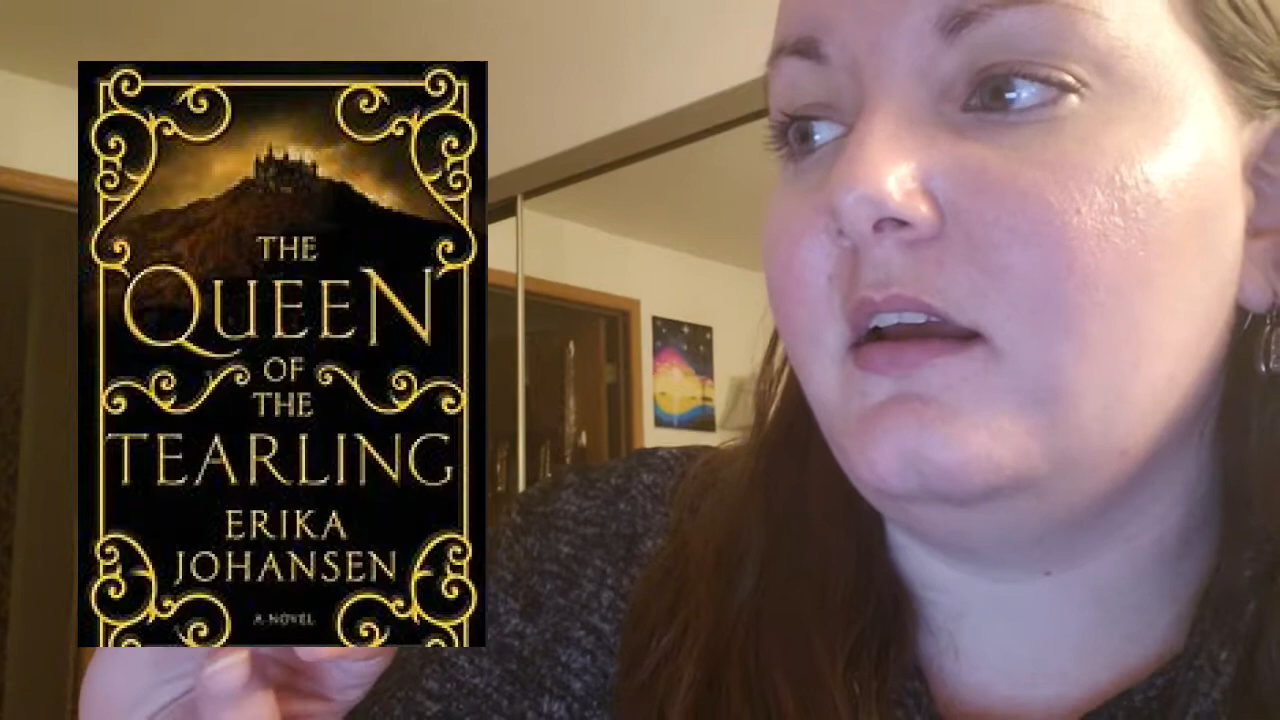 THE
QUEEN
OF
THE
TEARLING
ERIKA
JOHANSEN
A NOVEL